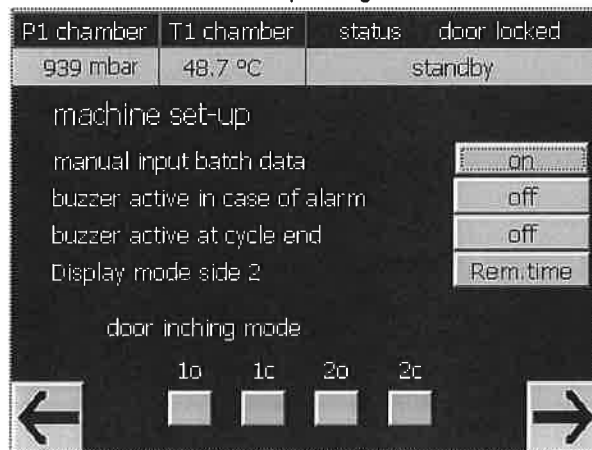 P1 chamber T1 chamber status door locked
939 mbar 48.7 °C standby
machine set-up
manual input batch data on
buzzer active in case of alarm off
buzzer active at cycle end off
Display mode side 2 Rem.time
door inching mode
1o 1c 2o 2c